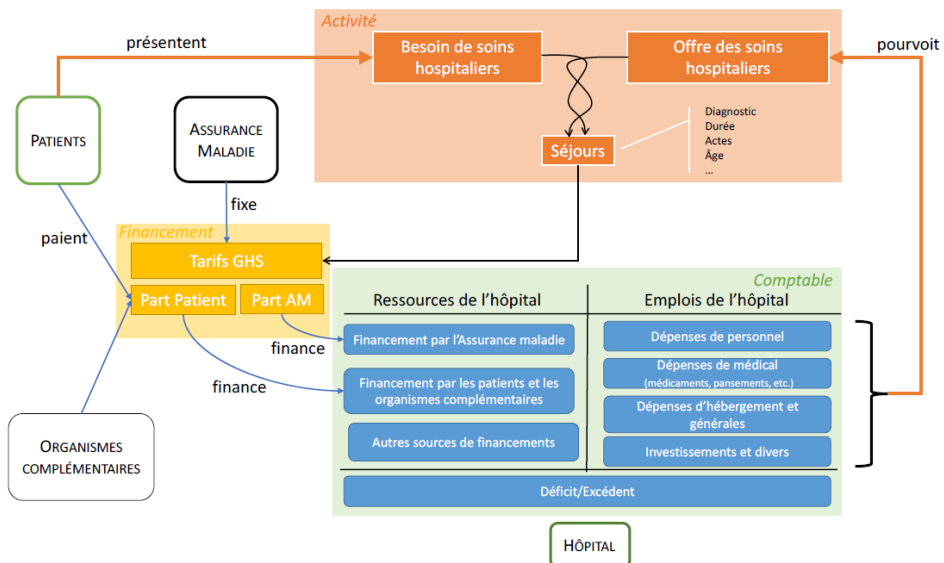 Activité
présentent
Besoin de soins
hospitaliers
Offre des soins
hospitaliers
pourvoit
PATIENTS
ASSURANCE
MALADIE
Séjours
Diagnostic
Durée
Actes
Âge
...
fixe
paient
Financement
Tarifs GHS
Part Patient
Part AM
finance
finance
ORGANISMES
COMPLÉMENTAIRES
Comptable
Ressources de l'hôpital
Emplois de l'hôpital
Financement par l'Assurance maladie
Financement par les patients et les
organismes complémentaires
Autres sources de financements
Dépenses de personnel
Dépenses de médical
(médicaments, pansements, etc.)
Dépenses d'hébergement et
générales
Investissements et divers
Déficit/Excédent
HÔPITAL